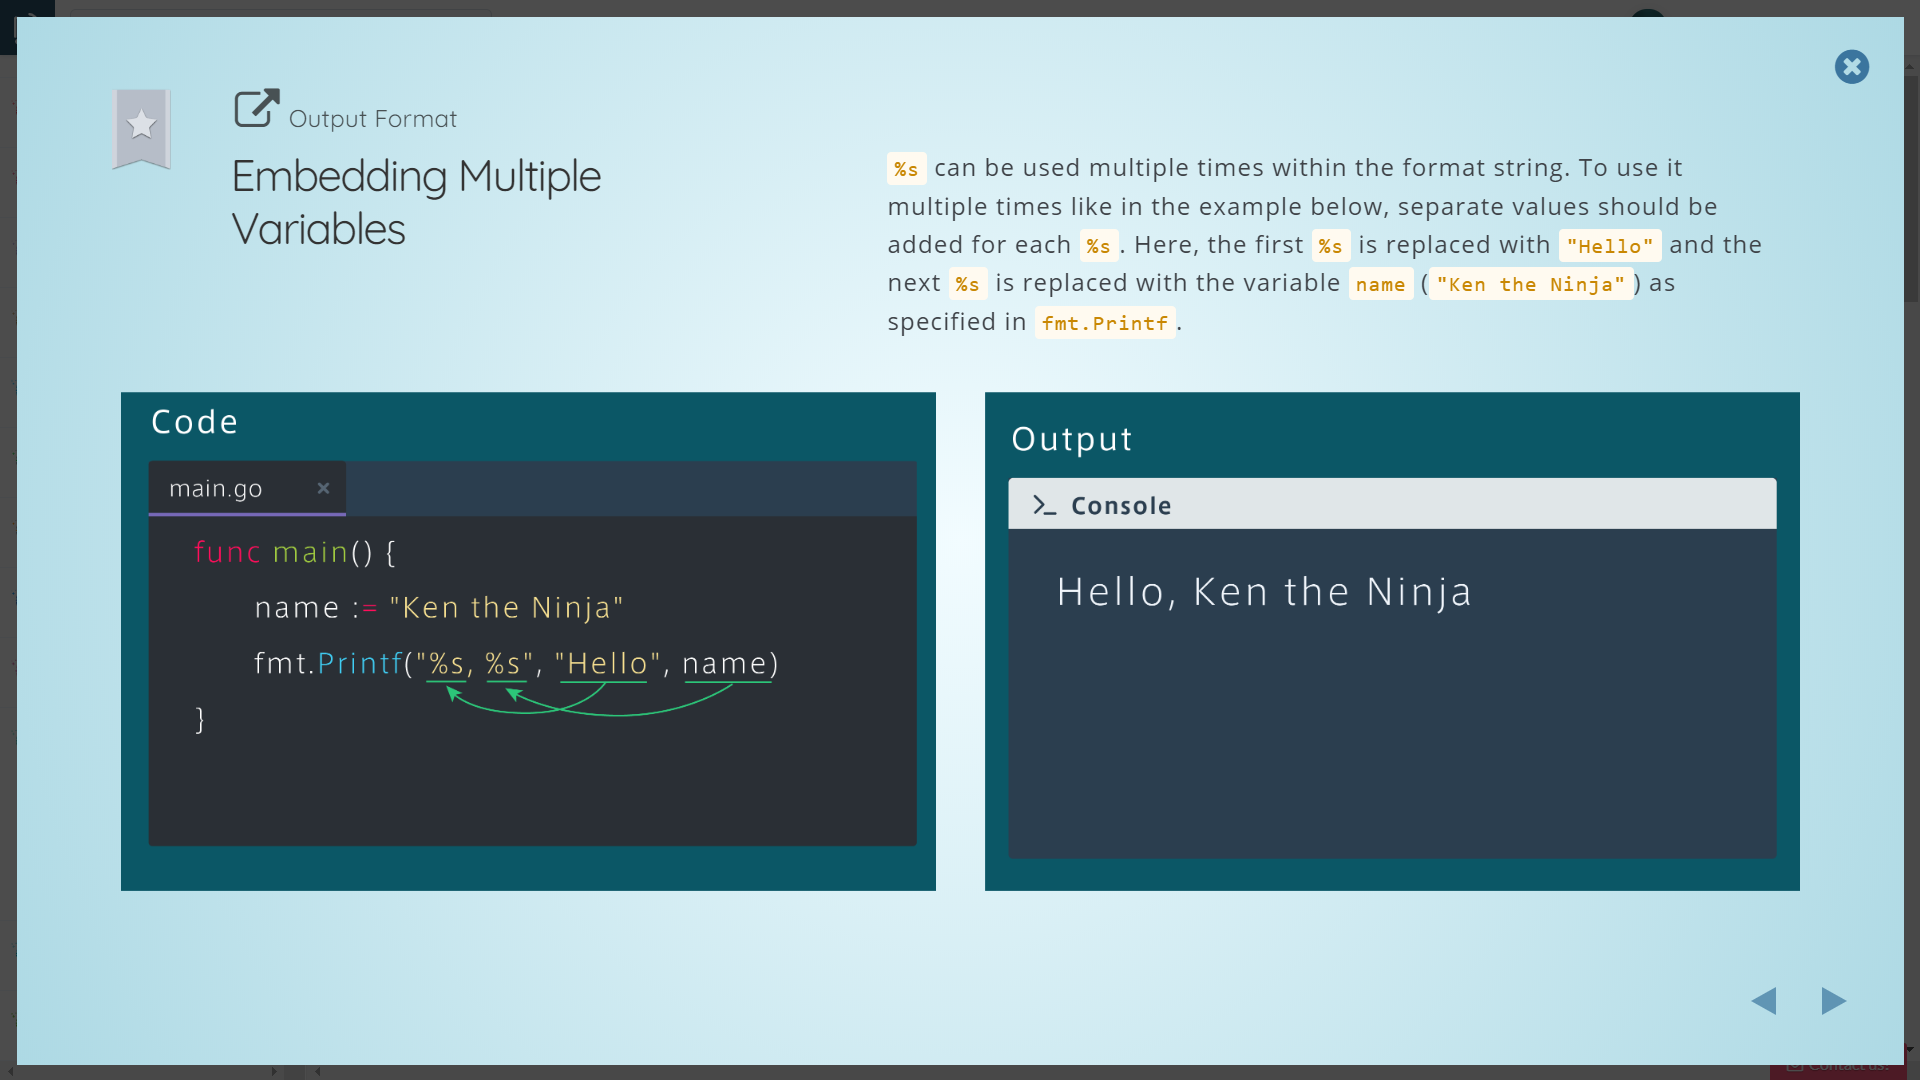 Output Format
Embedding Multiple
Variables
%s can be used multiple times within the format string. To use it
multiple times like in the example below, separate values should be
added for each %s. Here, the first %s is replaced with "Hello" and the
next %s is replaced with the variable name ("Ken the Ninja") as
specified in fmt.Printf.
Code
main.go ×
func main() {
name := "Ken the Ninja"
fmt.Printf("%s, %s", "Hello", name)
}
Output
>_ Console
Hello, Ken the Ninja
Contact us!